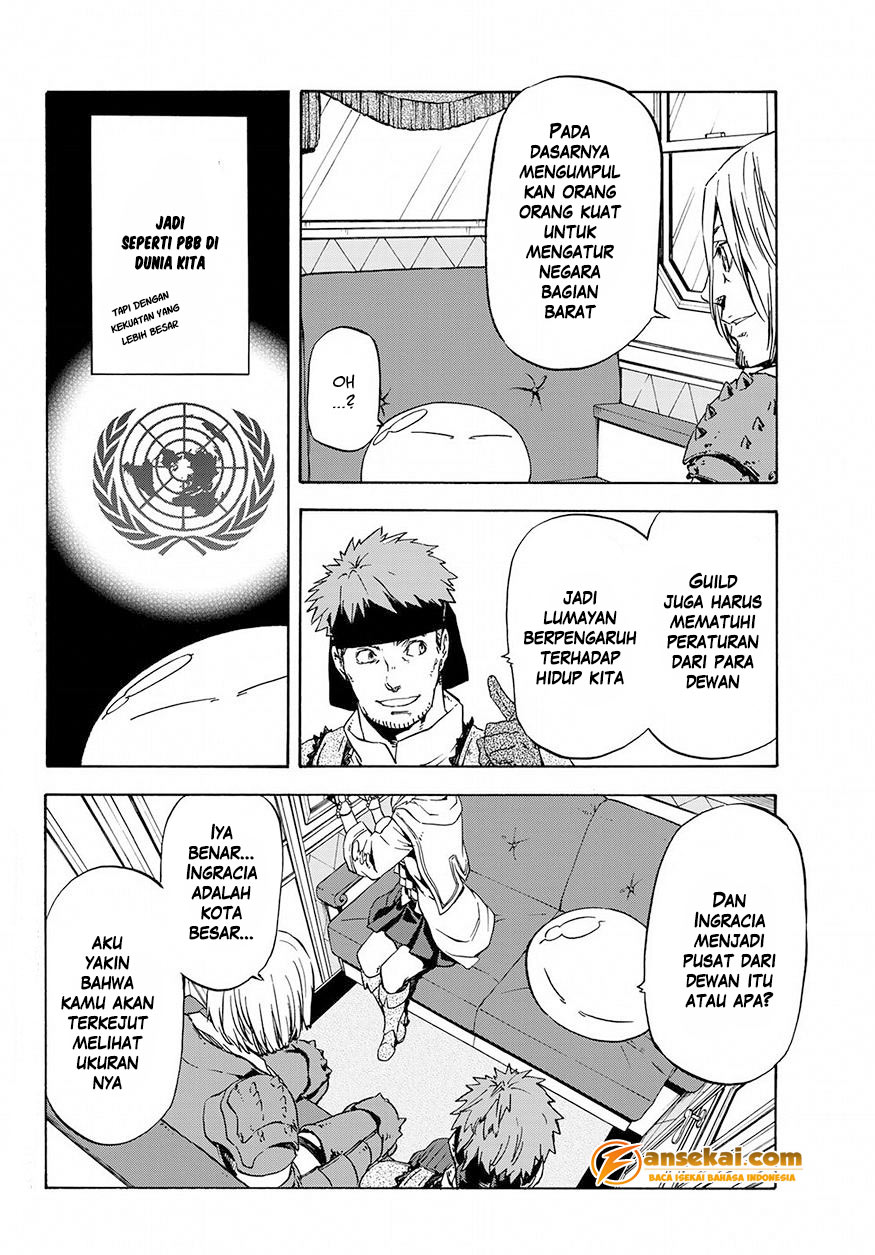 PADA
DASARNYA
MENGUMPUL
KAN ORANG
ORANG KUAT
UNTUK
MENGATUR
NEGARA
BAGIAN
BARAT
OH
...?
JADI
SEPERTI PBB DI
DUNIA KITA
TAPI DENGAN
KEKUATAN YANG
LEBIH BESAR
GUILD
JUGA HARUS
MEMATUHI
PERATURAN
DARI PARA
DEWAN
JADI
LUMAYAN
BERPENGARUH
TERHADAP
HIDUP KITA
DAN
INGRACIA
MENJADI
PUSAT DARI
DEWAN ITU
ATAU APA?
IYA
BENAR...
INGRACIA
ADALAH
KOTA
BESAR...
AKU
YAKIN
BAHWA
KAMU AKAN
TERKEJUT
MELIHAT
UKURAN
NYA
Zansekai.com
BACA ISEKAI BAHASA INDONESIA